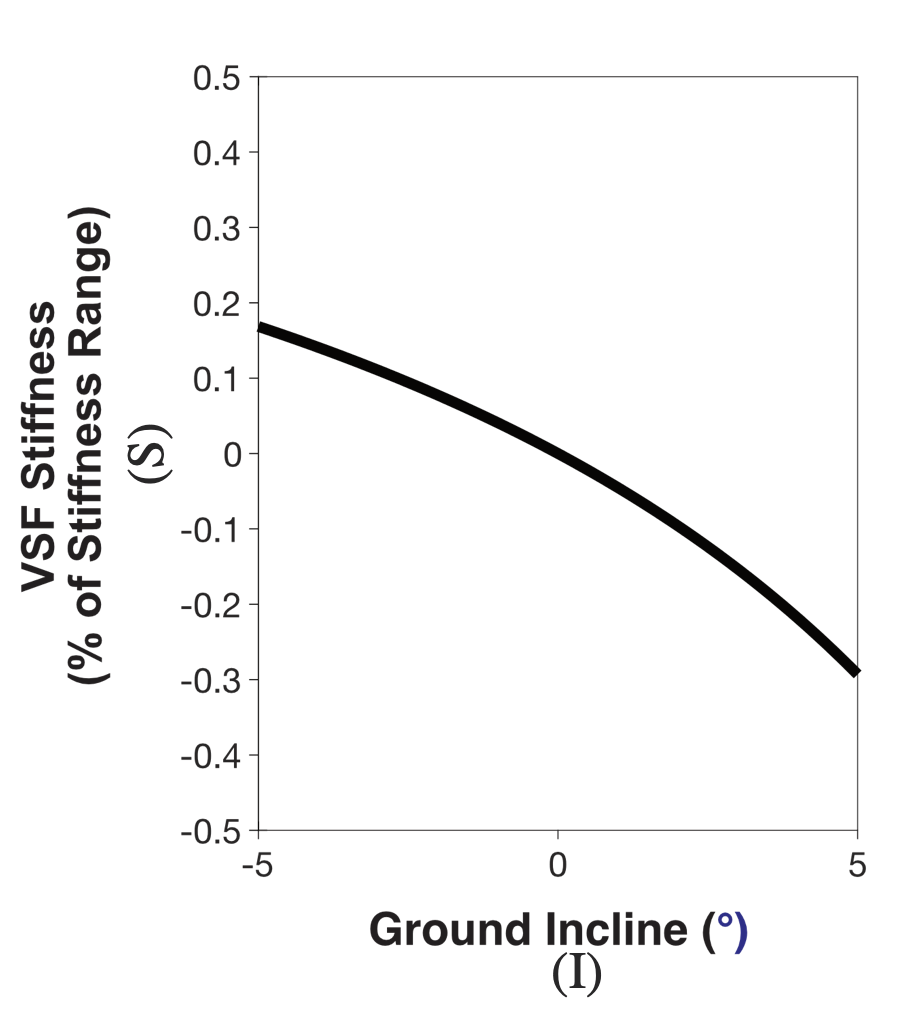 VSF Stiffness
(% of Stiffness Range)
(S)
0.5
0.4
0.3
0.2
0.1
0
-0.1
-0.2
-0.3
-0.4
-0.5
-5
0
5
Ground Incline (°)
(I)